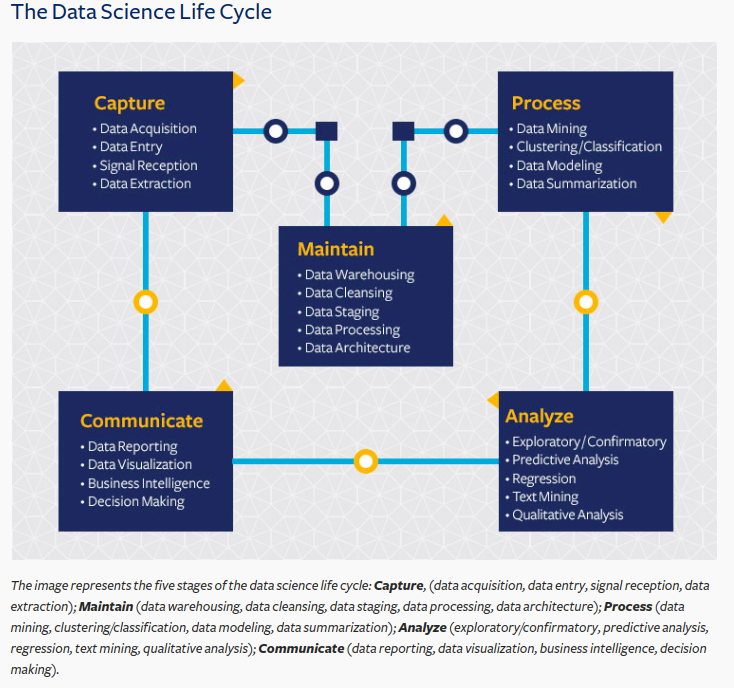 The Data Science Life Cycle
Capture
• Data Acquisition
• Data Entry
• Signal Reception
• Data Extraction
Process
• Data Mining
• Clustering/Classification
• Data Modeling
• Data Summarization
Maintain
• Data Warehousing
• Data Cleansing
• Data Staging
• Data Processing
• Data Architecture
Communicate
• Data Reporting
• Data Visualization
• Business Intelligence
• Decision Making
Analyze
• Exploratory/Confirmatory
• Predictive Analysis
• Regression
• Text Mining
• Qualitative Analysis
The image represents the five stages of the data science life cycle: Capture, (data acquisition, data entry, signal reception, data
extraction); Maintain (data warehousing, data cleansing, data staging, data processing, data architecture); Process (data
mining, clustering/classification, data modeling, data summarization); Analyze (exploratory/confirmatory, predictive analysis,
regression, text mining, qualitative analysis); Communicate (data reporting, data visualization, business intelligence, decision
making).